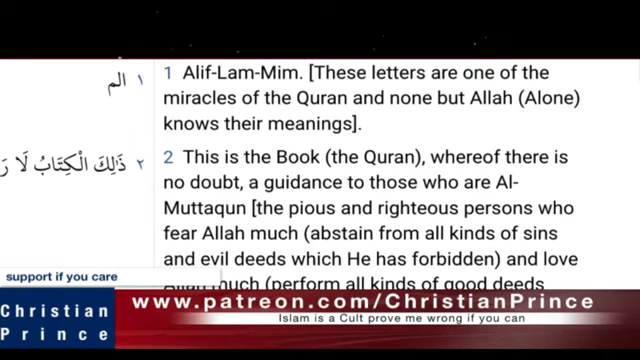 1 Alif-Lam-Mim. [These letters are one of the
miracles of the Quran and none but Allah (Alone)
knows their meanings].
الم ١
2 This is the Book (the Quran), whereof there is
no doubt, a guidance to those who are Al-
Muttaqun [the pious and righteous persons who
fear Allah much (abstain from all kinds of sins
and evil deeds which He has forbidden) and love
Allah much (perform all kinds of good deeds
ذَٰلِكَ الْكِتَابُ لَا ٢
support if you care
Christian
Prince
www.patreon.com/ChristianPrince
Islam is a Cult prove me wrong if you can